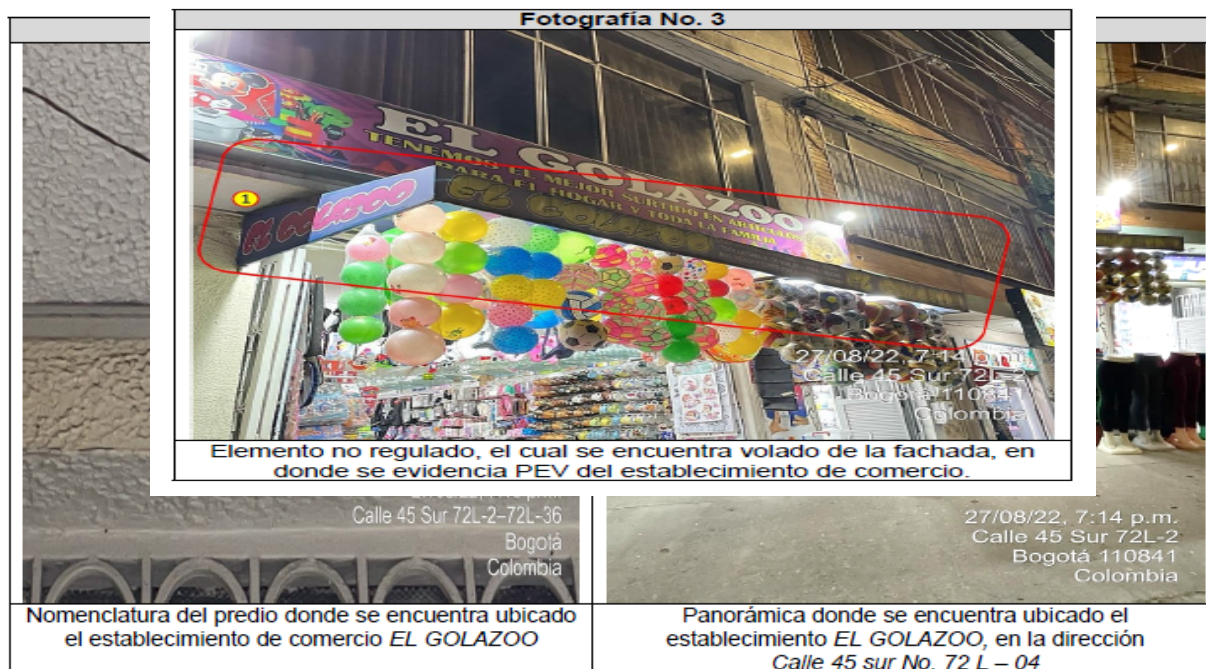 Fotografía No. 3
EL GOLAZOO
TENEMOS EL MEJOR SURTIDO EN ARTICULOS
PARA EL HOGAR Y TODA LA FAMILIA
1
EL GOLAZOO
EL GOLAZOO
27/08/22, 7:14 p.m.
Calle 45 Sur 72L-2
Bogotá 110841
Colombia
Elemento no regulado, el cual se encuentra volado de la fachada, en
donde se evidencia PEV del establecimiento de comercio.
Calle 45 Sur 72L-2–72L-36
Bogotá
Colombia
Nomenclatura del predio donde se encuentra ubicado
el establecimiento de comercio EL GOLAZOO
27/08/22, 7:14 p.m.
Calle 45 Sur 72L-2
Bogotá 110841
Colombia
Panorámica donde se encuentra ubicado el
establecimiento EL GOLAZOO, en la dirección
Calle 45 sur No. 72 L – 04